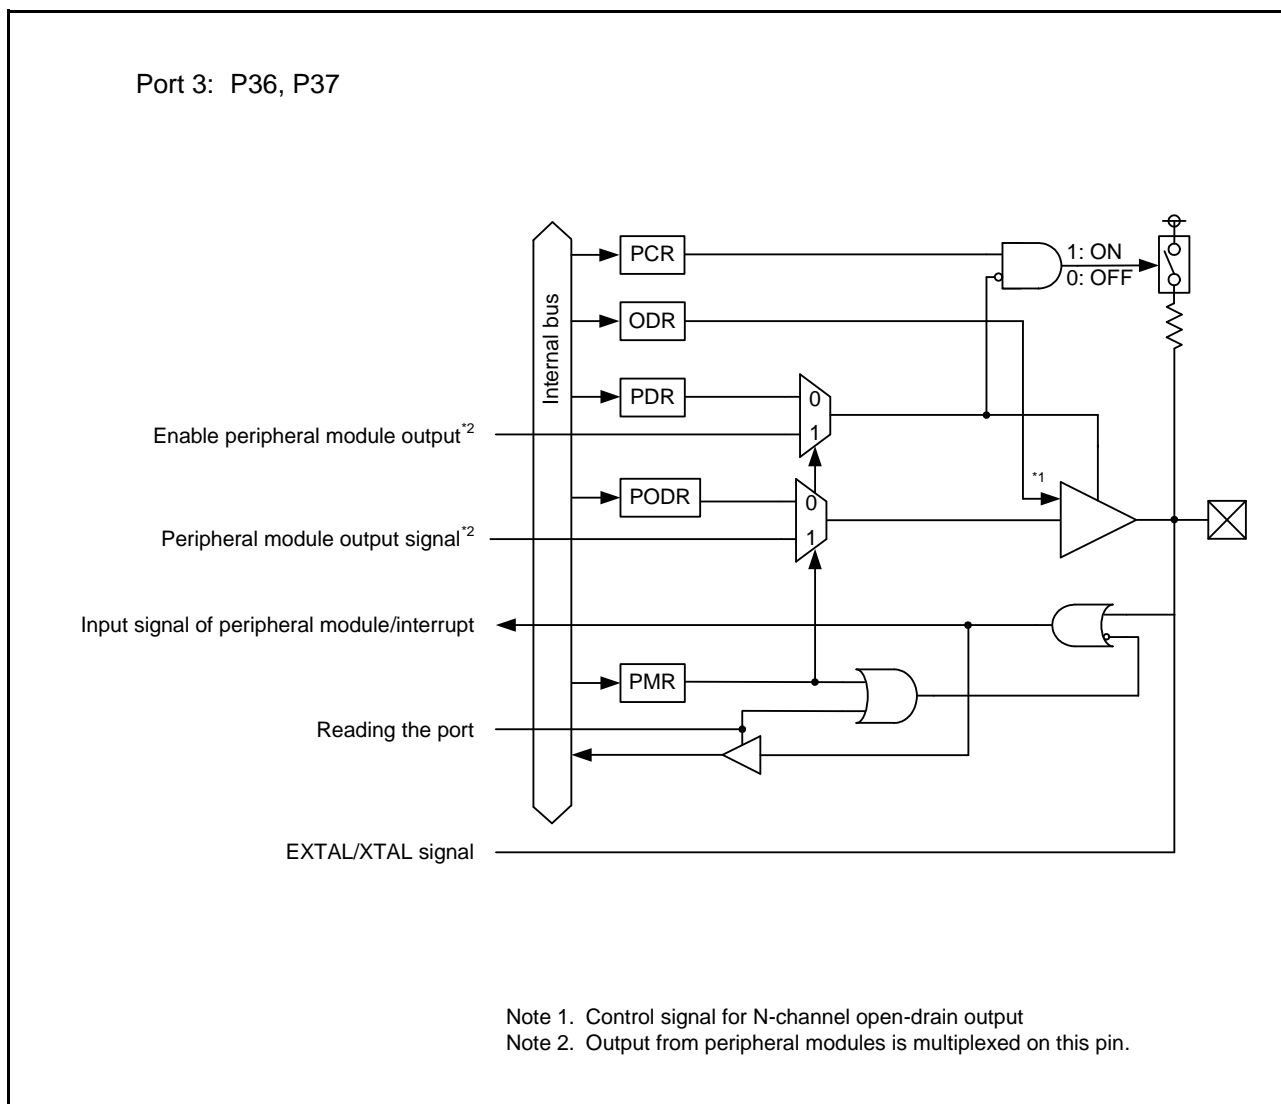 Port 3: P36, P37
PCR
1: ON
0: OFF
Internal bus
ODR
PDR
0
1
Enable peripheral module output*2
*1
PODR
0
1
Peripheral module output signal*2
Input signal of peripheral module/interrupt
PMR
Reading the port
EXTAL/XTAL signal
Note 1. Control signal for N-channel open-drain output
Note 2. Output from peripheral modules is multiplexed on this pin.